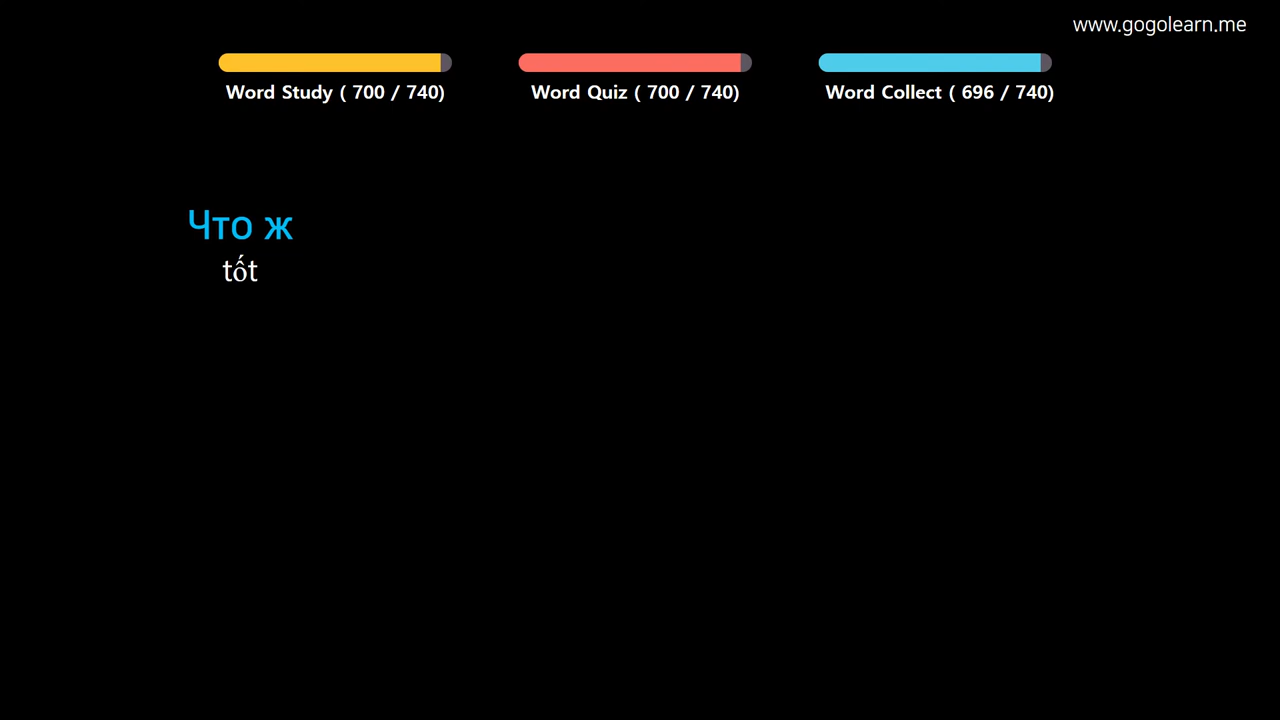 www.gogolearn.me
Word Study ( 700 / 740)
Word Quiz ( 700 / 740)
Word Collect ( 696 / 740)
Что ж
tốt